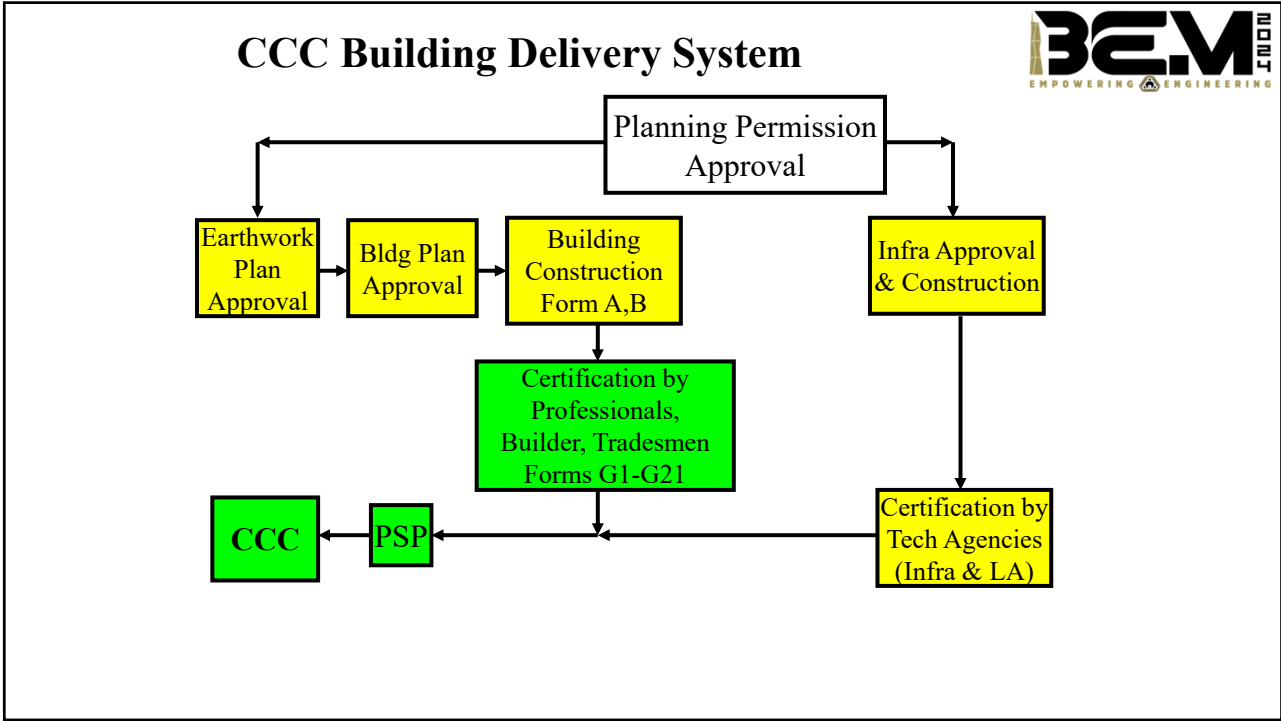 CCC Building Delivery System
BEM
2024
EMPOWERING ENGINEERING
Planning Permission
Approval
Earthwork
Plan
Approval
Bldg Plan
Approval
Building
Construction
Form A,B
Infra Approval
& Construction
Certification by
Professionals,
Builder, Tradesmen
Forms G1-G21
CCC
PSP
Certification by
Tech Agencies
(Infra & LA)